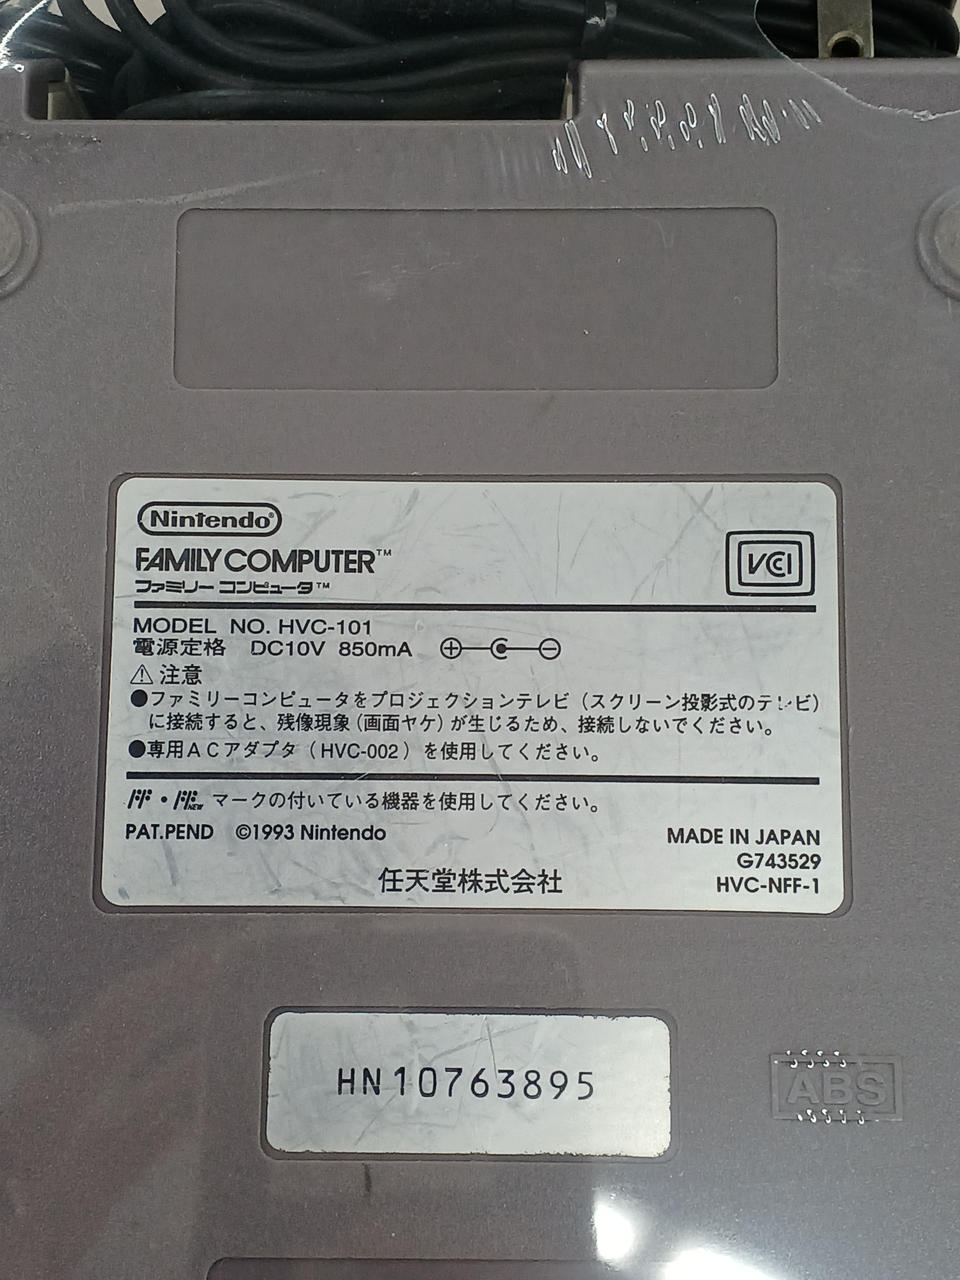 Nintendo®
FAMILY COMPUTER™
ファミリー コンピュータ™
VCCI
MODEL NO. HVC-101
電源定格 DC10V 850mA
⚠注意
●ファミリーコンピュータをプロジェクションテレビ（スクリーン投影式のテレビ）
に接続すると、残像現象（画面ヤケ）が生じるため、接続しないでください。
●専用ACアダプタ（HVC-002）を使用してください。
FF・FF NEW マークの付いている機器を使用してください。
PAT.PEND ©1993 Nintendo
MADE IN JAPAN
G743529
HVC-NFF-1
任天堂株式会社
HN10763895
ABS